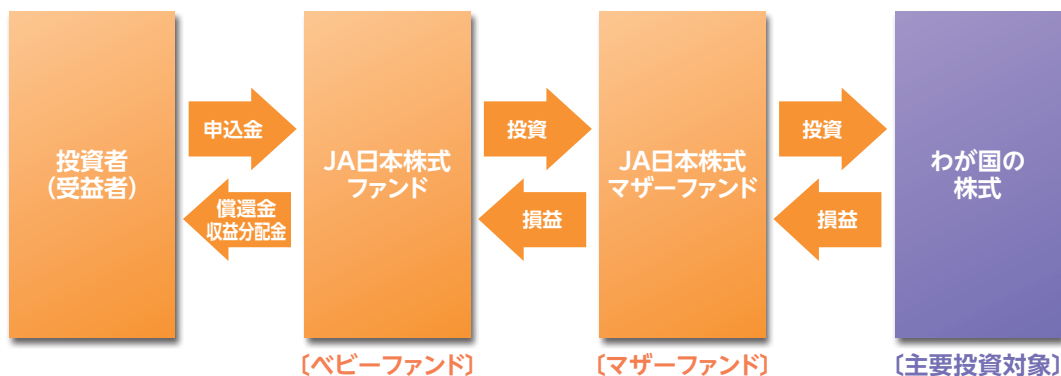 投資者
(受益者)
申込金
償還金
収益分配金
JA日本株式
ファンド
投資
損益
JA日本株式
マザーファンド
投資
損益
わが国の
株式
〔ベビーファンド〕
〔マザーファンド〕
〔主要投資対象〕